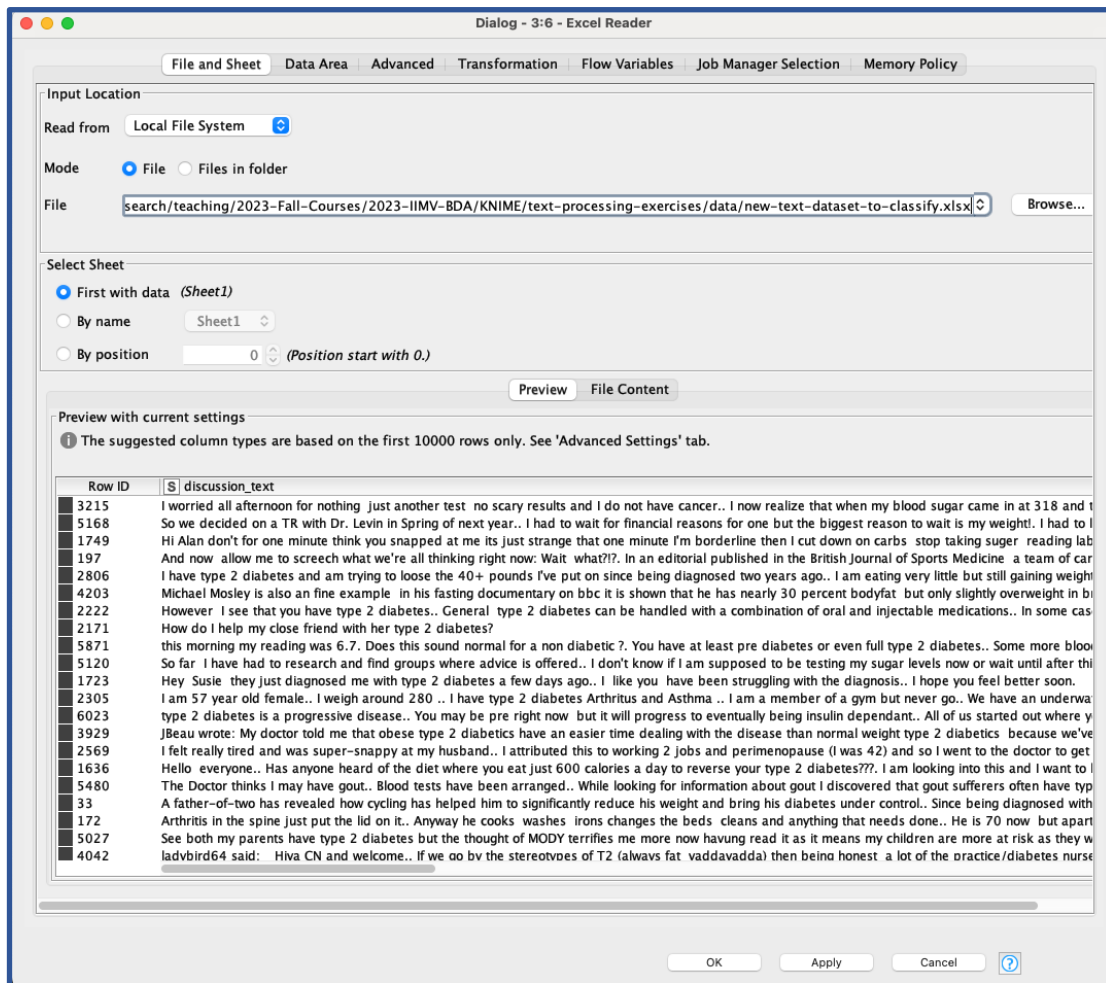 Dialog - 3:6 - Excel Reader
File and Sheet Data Area Advanced Transformation Flow Variables Job Manager Selection Memory Policy
Input Location
Read from Local File System
Mode File Files in folder
File search/teaching/2023-Fall-Courses/2023-IIMV-BDA/KNIME/text-processing-exercises/data/new-text-dataset-to-classify.xlsx Browse...
Select Sheet
First with data (Sheet1)
By name Sheet1
By position 0 (Position start with 0.)
Preview File Content
Preview with current settings
The suggested column types are based on the first 10000 rows only. See 'Advanced Settings' tab.
Row ID S discussion_text
3215 I worried all afternoon for nothing just another test no scary results and I do not have cancer.. I now realize that when my blood sugar came in at 318 and t
5168 So we decided on a TR with Dr. Levin in Spring of next year.. I had to wait for financial reasons for one but the biggest reason to wait is my weight!. I had to l
1749 Hi Alan don't for one minute think you snapped at me its just strange that one minute I'm borderline then I cut down on carbs stop taking suger reading lab
197 And now allow me to screech what we're all thinking right now: Wait what?!?. In an editorial published in the British Journal of Sports Medicine a team of car
2806 I have type 2 diabetes and am trying to loose the 40+ pounds I've put on since being diagnosed two years ago.. I am eating very little but still gaining weight
4203 Michael Mosley is also an fine example in his fasting documentary on bbc it is shown that he has nearly 30 percent bodyfat but only slightly overweight in br
2222 However I see that you have type 2 diabetes.. General type 2 diabetes can be handled with a combination of oral and injectable medications.. In some cas
2171 How do I help my close friend with her type 2 diabetes?
5871 this morning my reading was 6.7. Does this sound normal for a non diabetic ?. You have at least pre diabetes or even full type 2 diabetes.. Some more blood
5120 So far I have had to research and find groups where advice is offered.. I don't know if I am supposed to be testing my sugar levels now or wait until after thi
1723 Hey Susie they just diagnosed me with type 2 diabetes a few days ago.. I like you have been struggling with the diagnosis.. I hope you feel better soon.
2305 I am 57 year old female.. I weigh around 280 .. I have type 2 diabetes Arthritus and Asthma .. I am a member of a gym but never go.. We have an underwa
6023 type 2 diabetes is a progressive disease.. You may be pre right now but it will progress to eventually being insulin dependant.. All of us started out where y
3929 JBeau wrote: My doctor told me that obese type 2 diabetics have an easier time dealing with the disease than normal weight type 2 diabetics because we've
2569 I felt really tired and was super-snappy at my husband.. I attributed this to working 2 jobs and perimenopause (I was 42) and so I went to the doctor to get
1636 Hello everyone.. Has anyone heard of the diet where you eat just 600 calories a day to reverse your type 2 diabetes???. I am looking into this and I want to l
5480 The Doctor thinks I may have gout.. Blood tests have been arranged.. While looking for information about gout I discovered that gout sufferers often have typ
33 A father-of-two has revealed how cycling has helped him to significantly reduce his weight and bring his diabetes under control.. Since being diagnosed with
172 Arthritis in the spine just put the lid on it.. Anyway he cooks washes irons changes the beds cleans and anything that needs done.. He is 70 now but apart
5027 See both my parents have type 2 diabetes but the thought of MODY terrifies me more now havung read it as it means my children are more at risk as they w
4042 ladybird64 said: Hiya CN and welcome.. If we go by the stereotypes of T2 (always fat yaddayadda) then being honest a lot of the practice/diabetes nurse
OK Apply Cancel ?